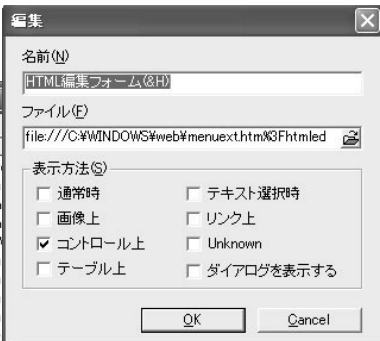 編集
名前(N)
HTML編集フォーム(&H)
ファイル(F)
file:///C:¥WINDOWS¥web¥menuext.htm%3Fhtmled
表示方法(S)
通常時
テキスト選択時
画像上
リンク上
コントロール上
Unknown
テーブル上
ダイアログを表示する
OK
Cancel